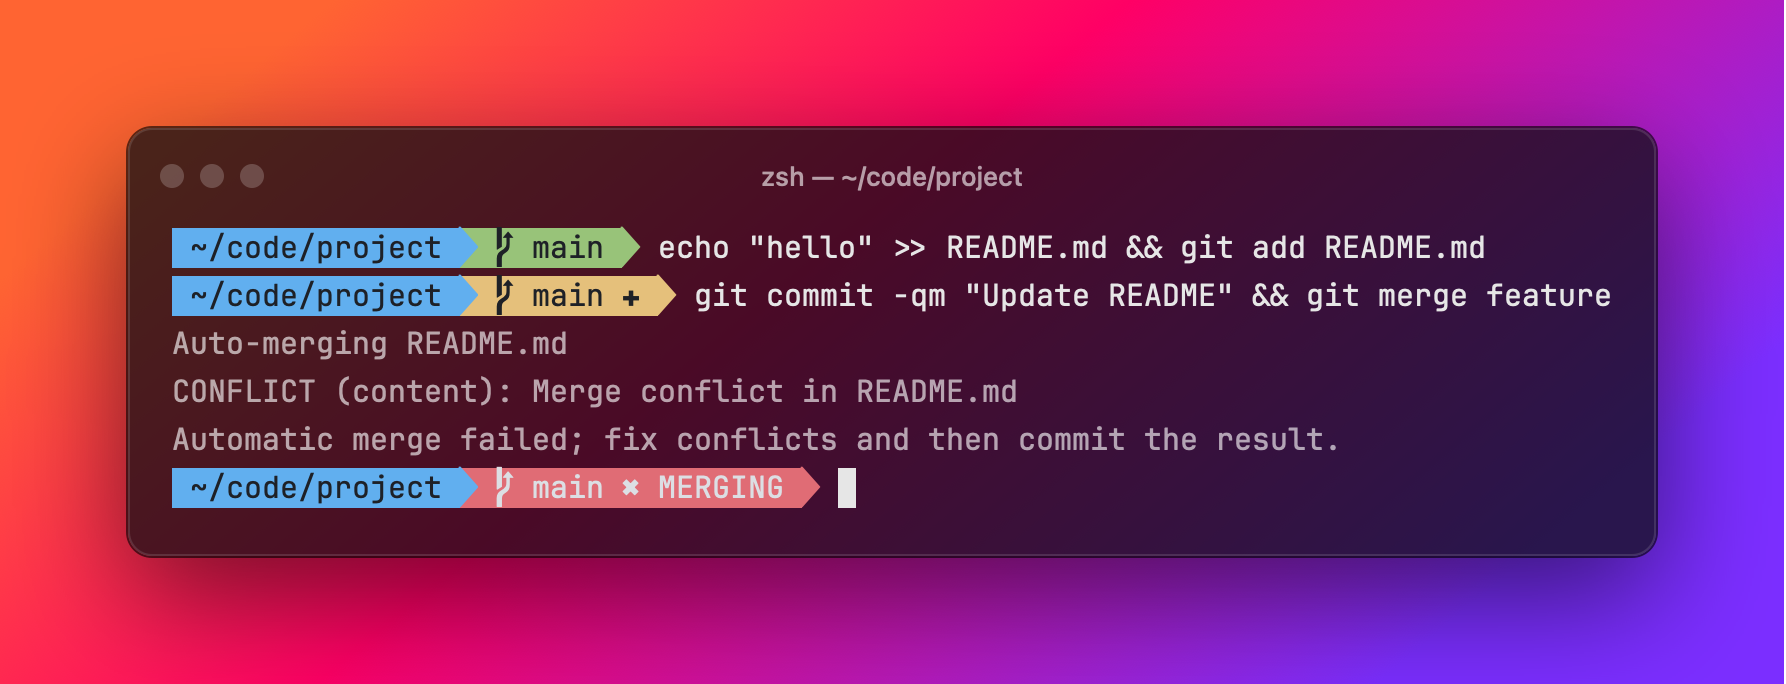 zsh — ~/code/project
~/code/project main echo "hello" >> README.md && git add README.md
~/code/project main + git commit -qm "Update README" && git merge feature
Auto-merging README.md
CONFLICT (content): Merge conflict in README.md
Automatic merge failed; fix conflicts and then commit the result.
~/code/project main ✖ MERGING